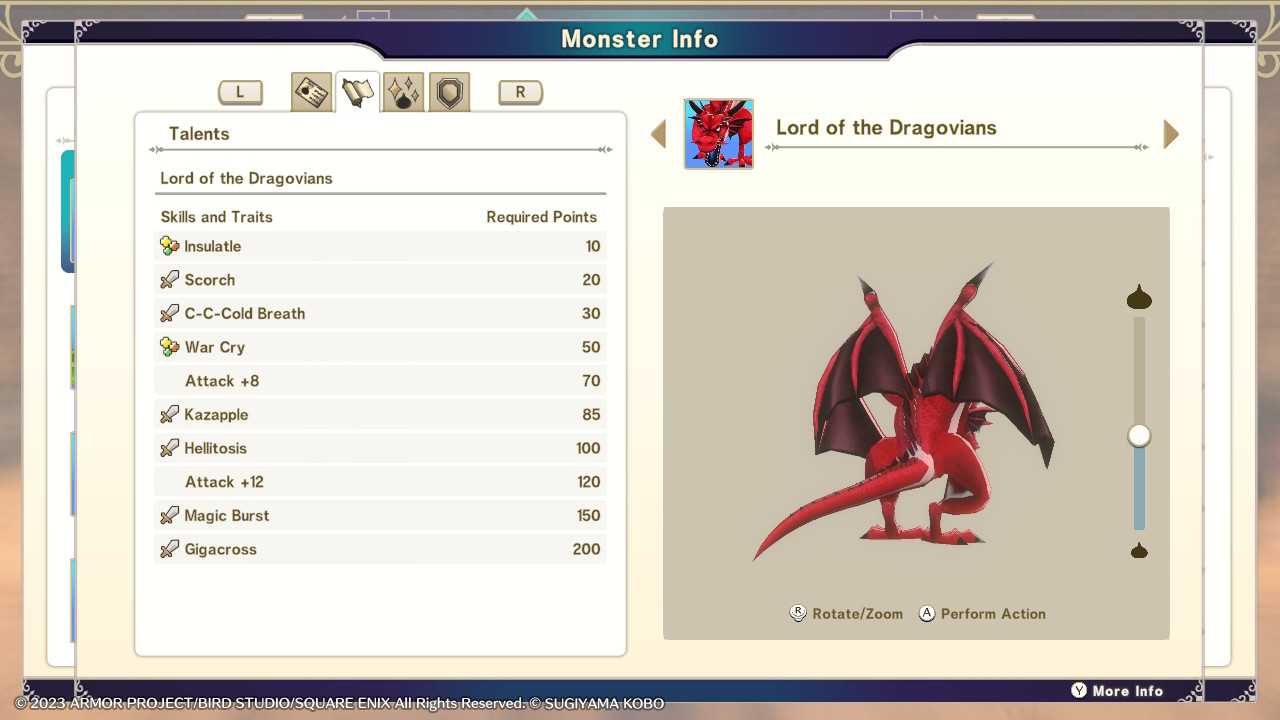 Monster Info
L
R
Talents
Lord of the Dragovians
Skills and Traits Required Points
Insulatle 10
Scorch 20
C-C-Cold Breath 30
War Cry 50
Attack +8 70
Kazapple 85
Hellitosis 100
Attack +12 120
Magic Burst 150
Gigacross 200
Lord of the Dragovians
R Rotate/Zoom A Perform Action
Y More Info
© 2023 ARMOR PROJECT/BIRD STUDIO/SQUARE ENIX All Rights Reserved. © SUGIYAMA KOBO